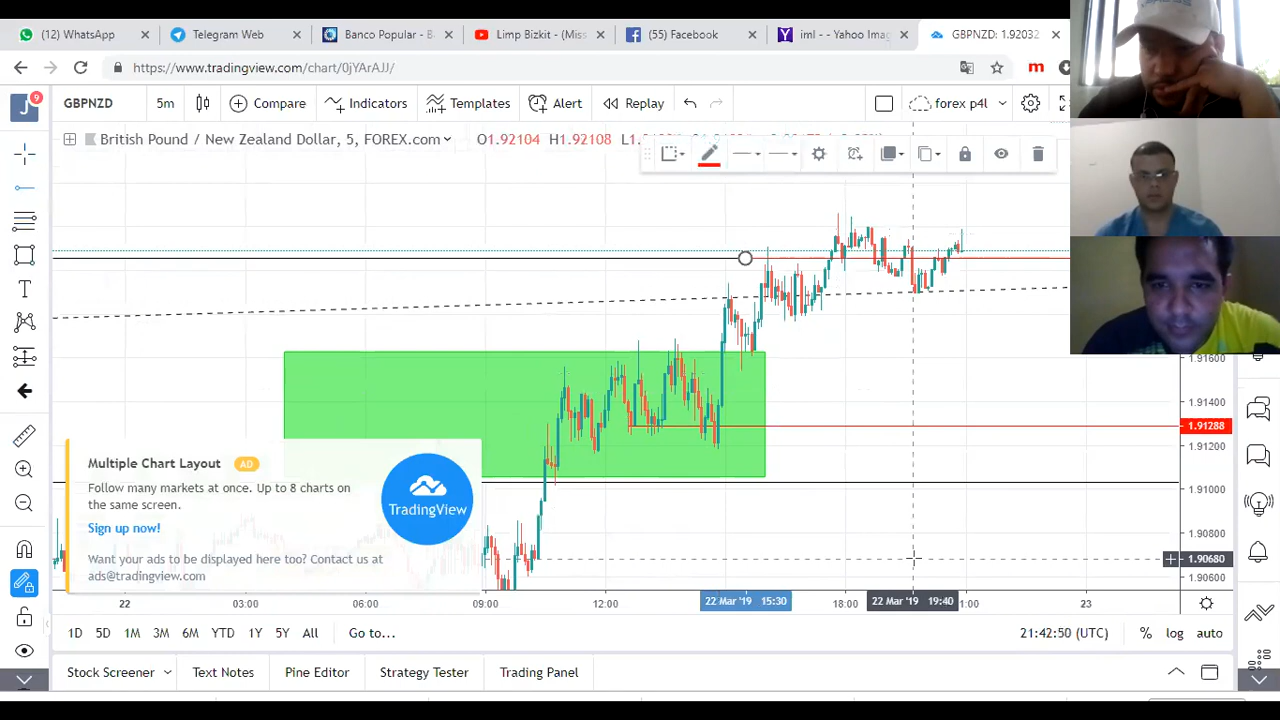 (12) WhatsApp
Telegram Web
Banco Popular - Ba
Limp Bizkit - (Miss
(55) Facebook
iml - - Yahoo Imag
GBPNZD: 1.92032
https://www.tradingview.com/chart/0jYArAJJ/
J 9
GBPNZD 5m Compare Indicators Templates Alert Replay forex p4l
British Pound / New Zealand Dollar, 5, FOREX.com O1.92104 H1.92108
1.91600
1.91400
1.91288
1.91200
1.91000
1.90800
1.90680
1.90600
Multiple Chart Layout AD
Follow many markets at once. Up to 8 charts on
the same screen.
Sign up now!
Want your ads to be displayed here too? Contact us at
ads@tradingview.com
TradingView
22 03:00 06:00 09:00 12:00 22 Mar '19 15:30 18:00 22 Mar '19 19:40 1:00 23
1D 5D 1M 3M 6M YTD 1Y 5Y All Go to... 21:42:50 (UTC) % log auto
Stock Screener Text Notes Pine Editor Strategy Tester Trading Panel